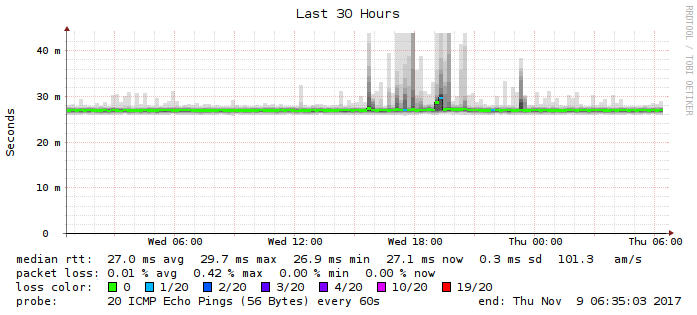 Last 30 Hours
RRDTOOL / TOBI OETIKER
Seconds
40 m
30 m
20 m
10 m
0
Wed 06:00 Wed 12:00 Wed 18:00 Thu 00:00 Thu 06:00
median rtt: 27.0 ms avg 29.7 ms max 26.9 ms min 27.1 ms now 0.3 ms sd 101.3 am/s
packet loss: 0.01 % avg 0.42 % max 0.00 % min 0.00 % now
loss color: 0 1/20 2/20 3/20 4/20 10/20 19/20
probe: 20 ICMP Echo Pings (56 Bytes) every 60s end: Thu Nov 9 06:35:03 2017